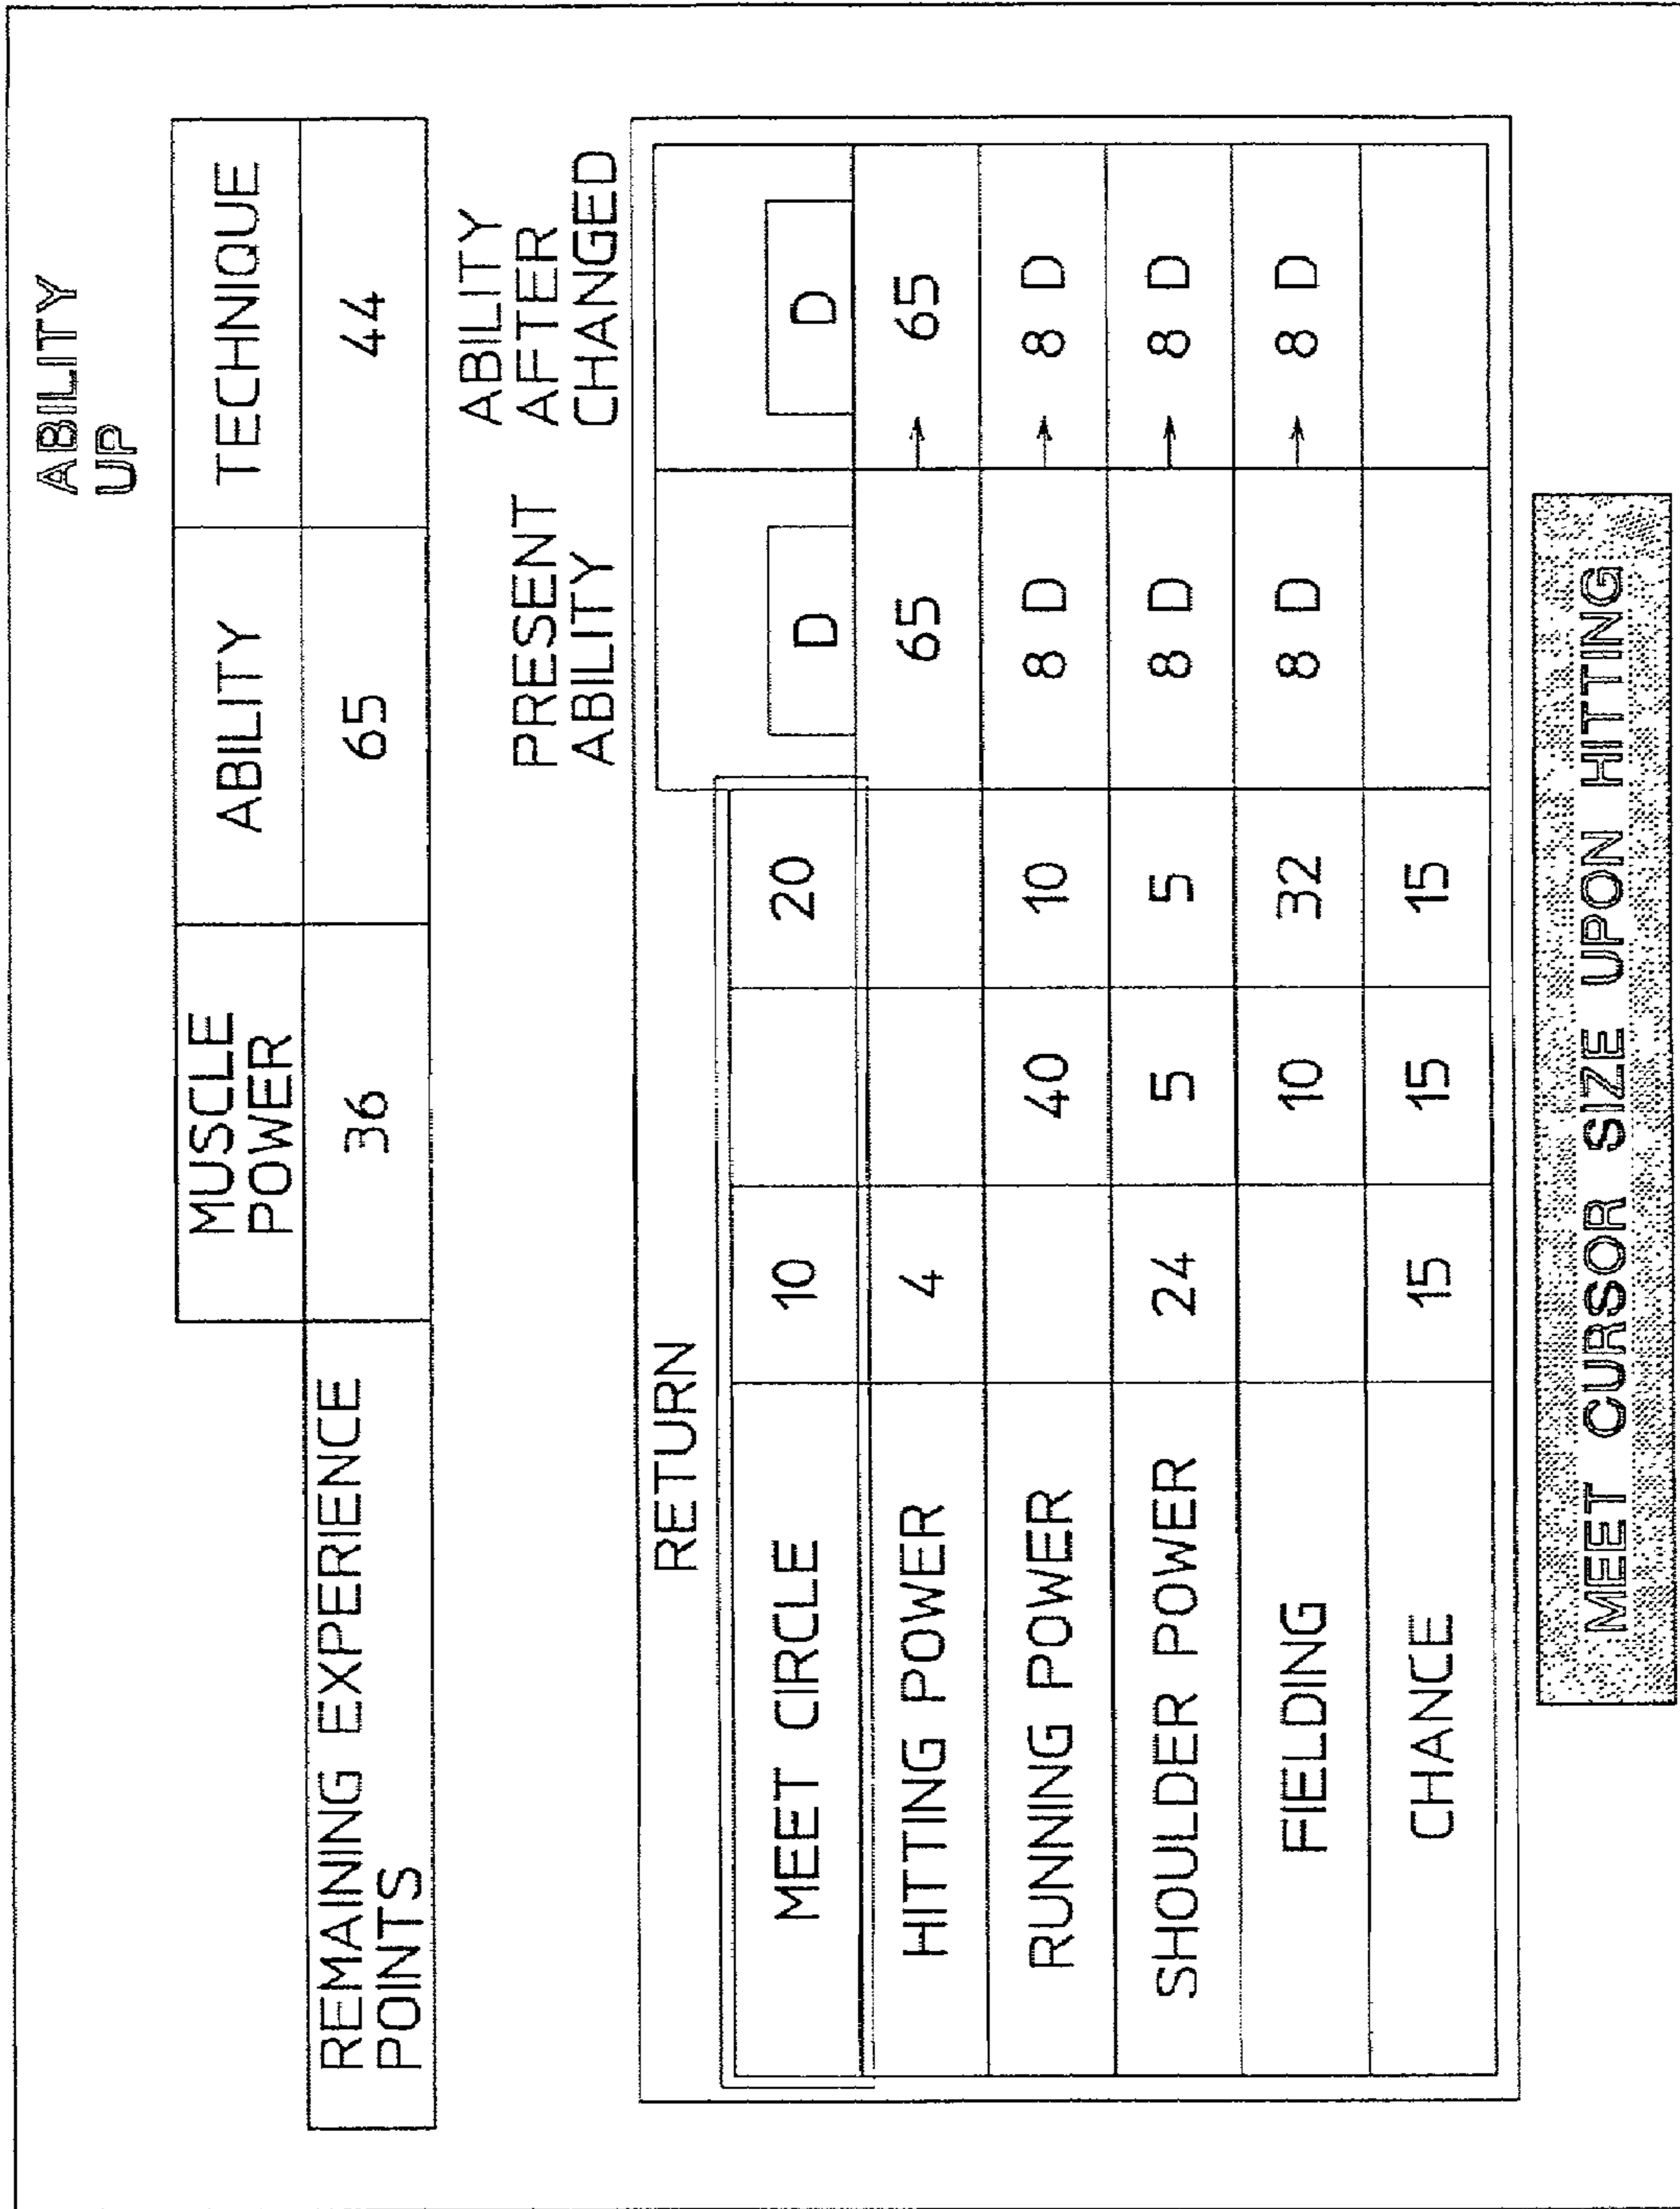 ABILITY
UP
MUSCLE
POWER
ABILITY
TECHNIQUE
REMAINING EXPERIENCE
POINTS
36
65
44
PRESENT
ABILITY
ABILITY
AFTER
CHANGED
RETURN
MEET CIRCLE 10 20 D D
HITTING POWER 4 65 → 65
RUNNING POWER 40 10 8 D → 8 D
SHOULDER POWER 24 5 5 8 D → 8 D
FIELDING 10 32 8 D → 8 D
CHANCE 15 15 15
MEET CURSOR SIZE UPON HITTING